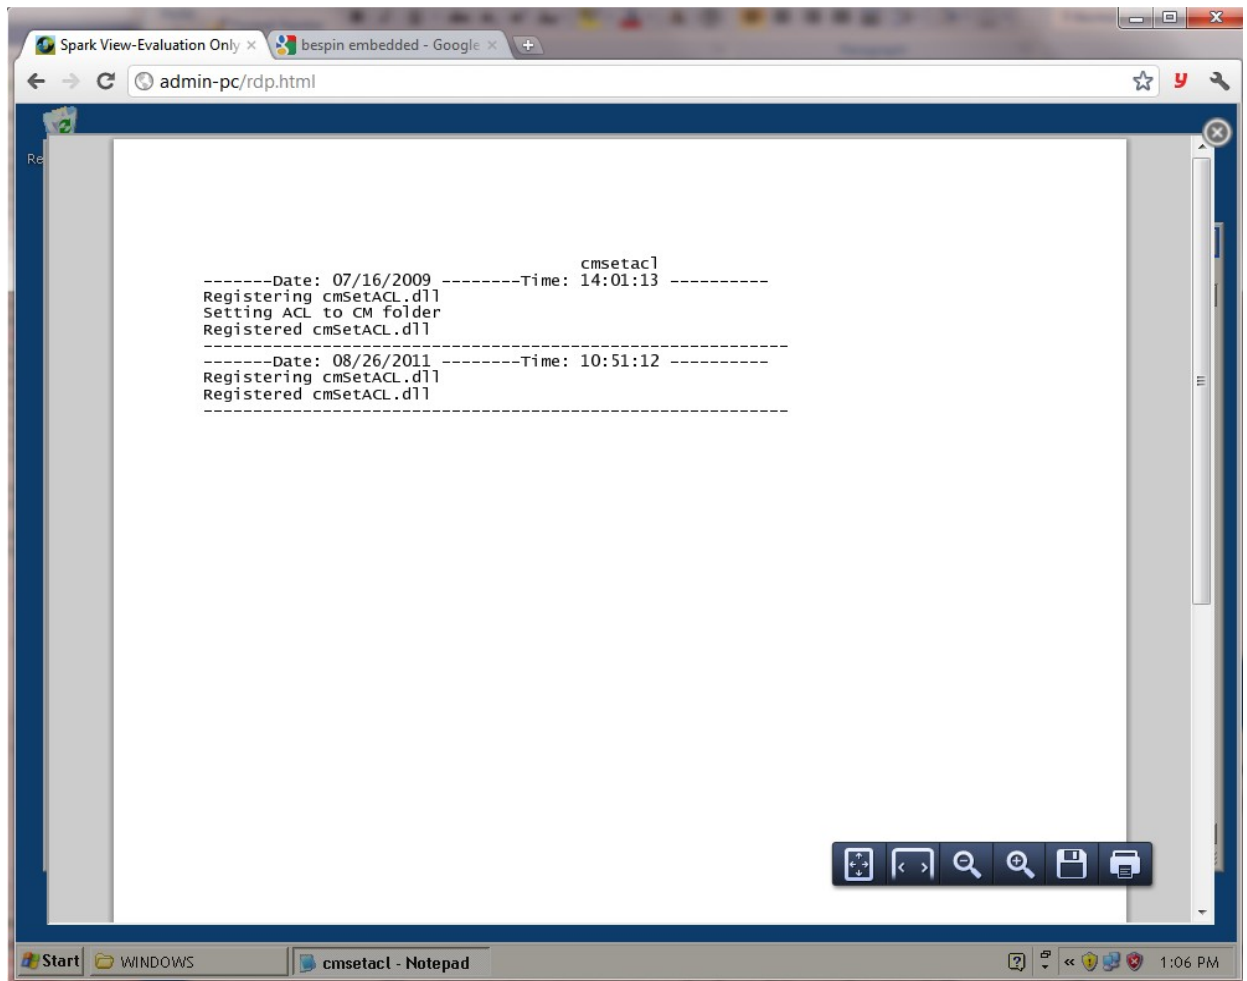 Spark View-Evaluation Only
bespin embedded - Google
admin-pc/rdp.html
Re
cmsetacl
-------Date: 07/16/2009 --------Time: 14:01:13 ----------
Registering cmSetACL.dll
Setting ACL to CM folder
Registered cmSetACL.dll
-----------------------------------------------------------
-------Date: 08/26/2011 --------Time: 10:51:12 ----------
Registering cmSetACL.dll
Registered cmSetACL.dll
-----------------------------------------------------------
Start WINDOWS cmsetacl - Notepad 1:06 PM